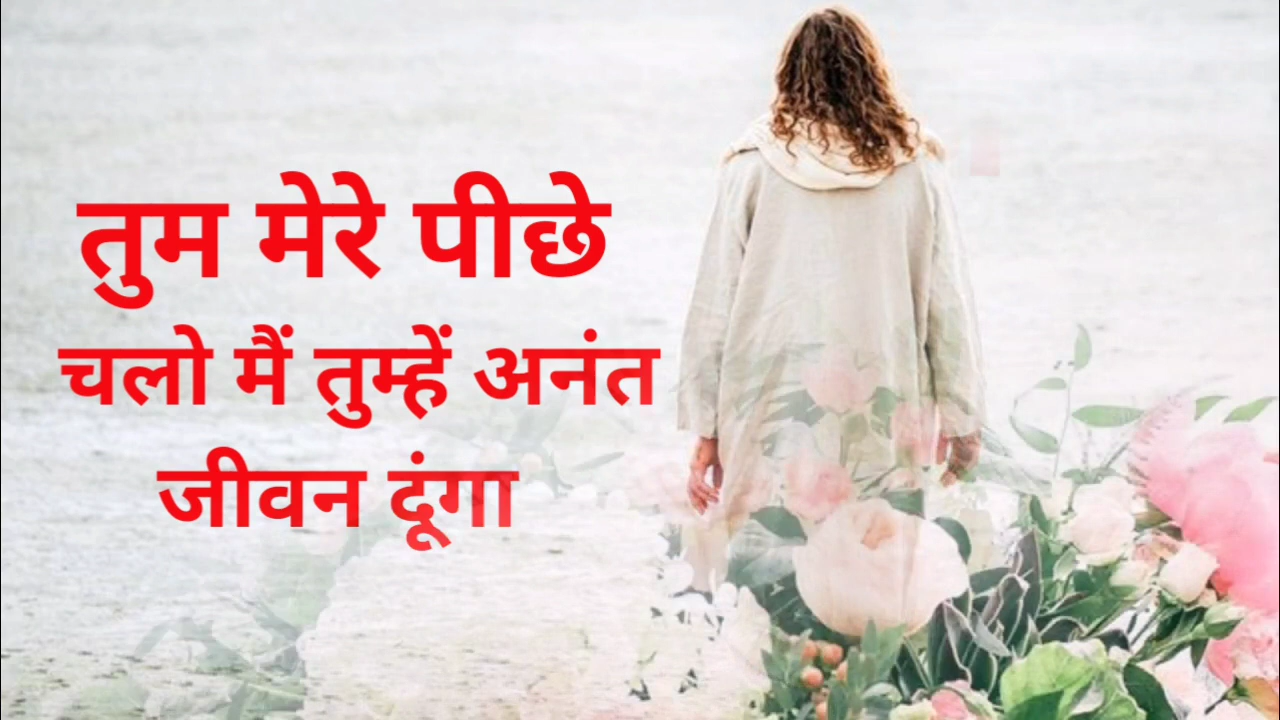 तुम मेरे पीछे
चलो मैं तुम्हें अनंत
जीवन दूंगा